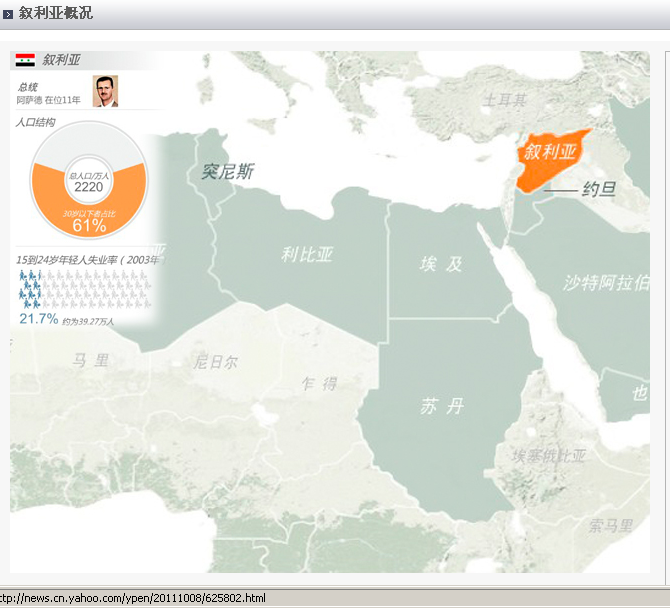 叙利亚概况
叙利亚
总统
阿萨德 在位11年
人口结构
总人口/万人
2220
30岁以下者占比
61%
15到24岁年轻人失业率（2003年
21.7% 约为39.27万人
土耳其
叙利亚
突尼斯
约旦
利比亚
埃及
沙特阿拉伯
马里
尼日尔
乍得
苏丹
也
埃塞俄比亚
索马里
ttp://news.cn.yahoo.com/ypen/20111008/625802.html